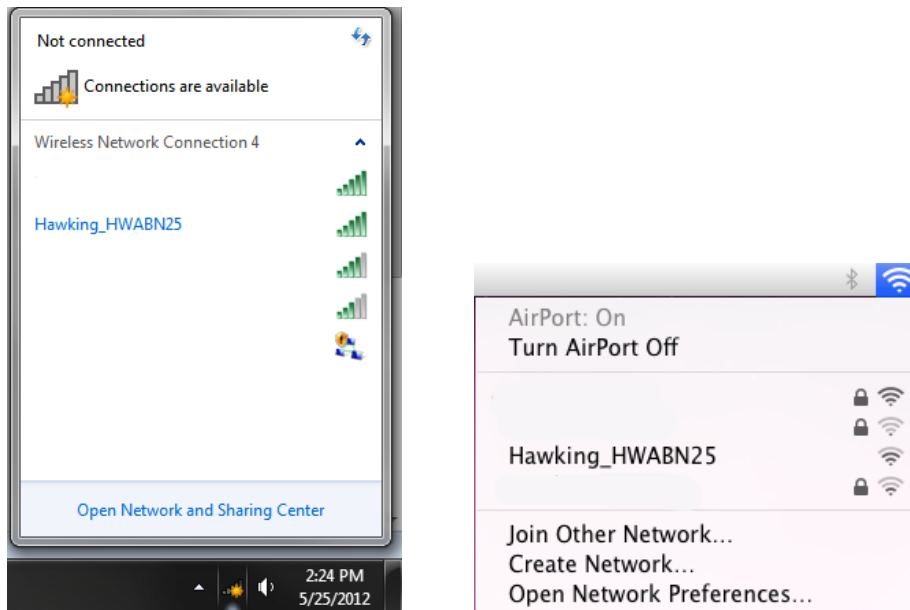 Not connected
Connections are available
Wireless Network Connection 4
Hawking_HWABN25
Open Network and Sharing Center
2:24 PM
5/25/2012
AirPort: On
Turn AirPort Off
Hawking_HWABN25
Join Other Network...
Create Network...
Open Network Preferences...